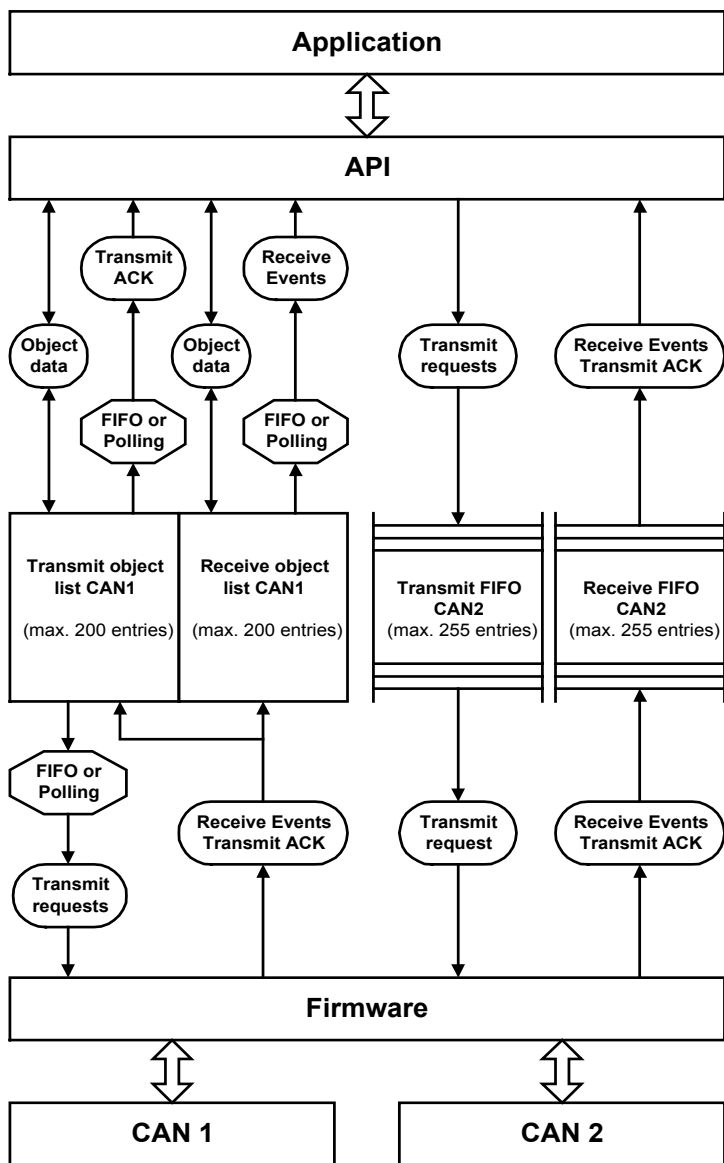 Application
API
Transmit
ACK
Receive
Events
Object
data
Object
data
Transmit
requests
Receive Events
Transmit ACK
FIFO or
Polling
FIFO or
Polling
Transmit object
list CAN1
(max. 200 entries)
Receive object
list CAN1
(max. 200 entries)
Transmit FIFO
CAN2
(max. 255 entries)
Receive FIFO
CAN2
(max. 255 entries)
FIFO or
Polling
Receive Events
Transmit ACK
Transmit
request
Receive Events
Transmit ACK
Transmit
requests
Firmware
CAN 1
CAN 2